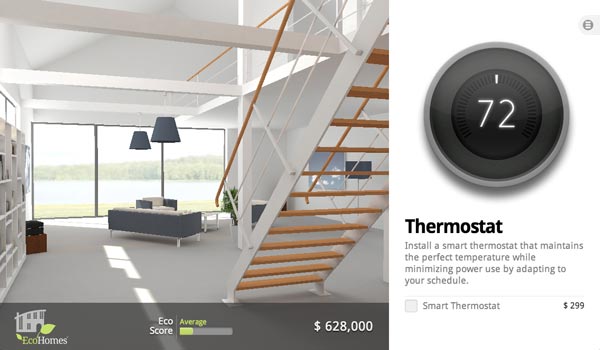 72
Thermostat
Install a smart thermostat that maintains
the perfect temperature while
minimizing power use by adapting to
your schedule.
Smart Thermostat $ 299
EcoHomes
Eco
Score
Average
$ 628,000